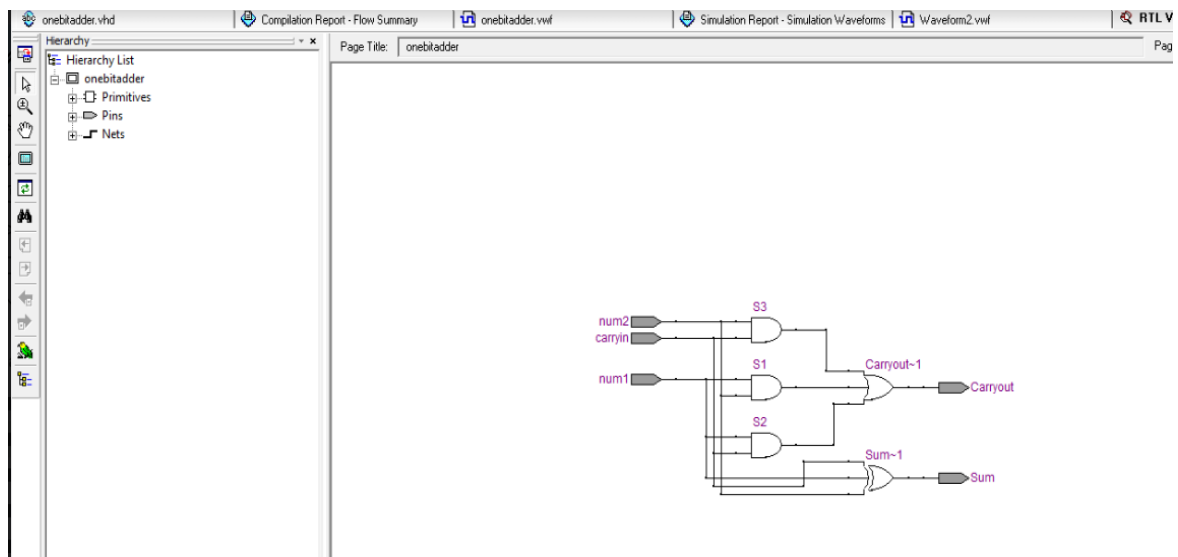 onebitadder.vhd
Compilation Report - Flow Summary
onebitadder.vwf
Simulation Report - Simulation Waveforms
Waveform2.vwf
RTL V
Hierarchy
Page Title: onebitadder
Pag
Hierarchy List
onebitadder
Primitives
Pins
Nets
S3
num2
carryin
S1
Carryout~1
num1
Carryout
S2
Sum~1
Sum